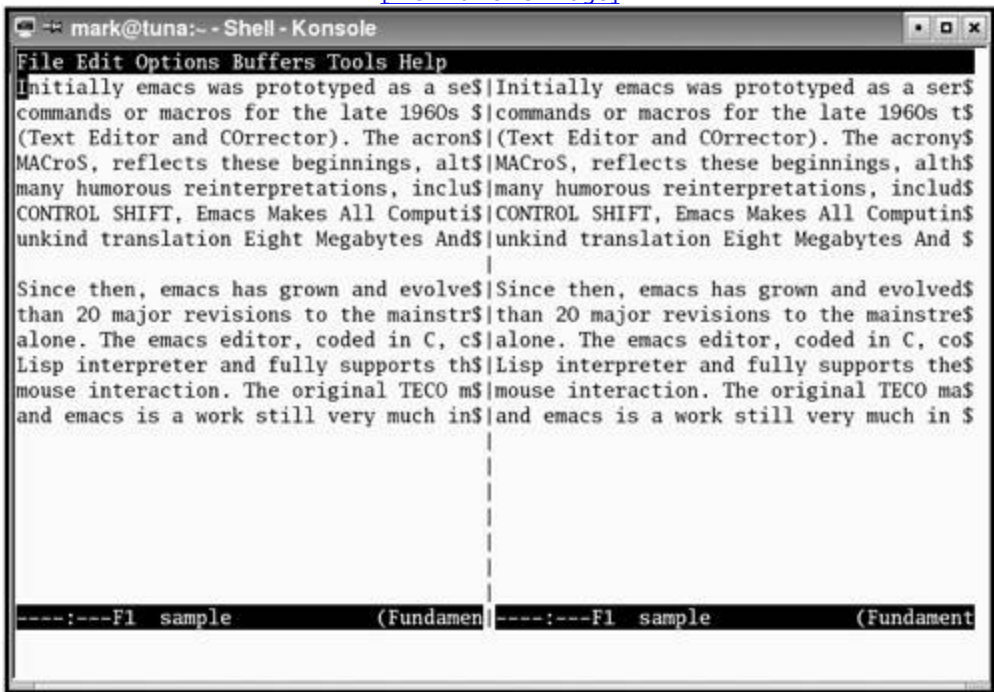 mark@tuna:~ - Shell - Konsole
File Edit Options Buffers Tools Help
Initially emacs was prototyped as a se$|Initially emacs was prototyped as a ser$
commands or macros for the late 1960s $|commands or macros for the late 1960s t$
(Text Editor and COrrector). The acron$|(Text Editor and COrrector). The acrony$
MACroS, reflects these beginnings, alt$|MACroS, reflects these beginnings, alth$
many humorous reinterpretations, inclu$|many humorous reinterpretations, includ$
CONTROL SHIFT, Emacs Makes All Computi$|CONTROL SHIFT, Emacs Makes All Computin$
unkind translation Eight Megabytes And$|unkind translation Eight Megabytes And $
Since then, emacs has grown and evolve$|Since then, emacs has grown and evolved$
than 20 major revisions to the mainstr$|than 20 major revisions to the mainstre$
alone. The emacs editor, coded in C, c$|alone. The emacs editor, coded in C, co$
Lisp interpreter and fully supports th$|Lisp interpreter and fully supports the$
mouse interaction. The original TECO m$|mouse interaction. The original TECO ma$
and emacs is a work still very much in$|and emacs is a work still very much in $
----:---F1  sample          (Fundamen|----:---F1  sample          (Fundament